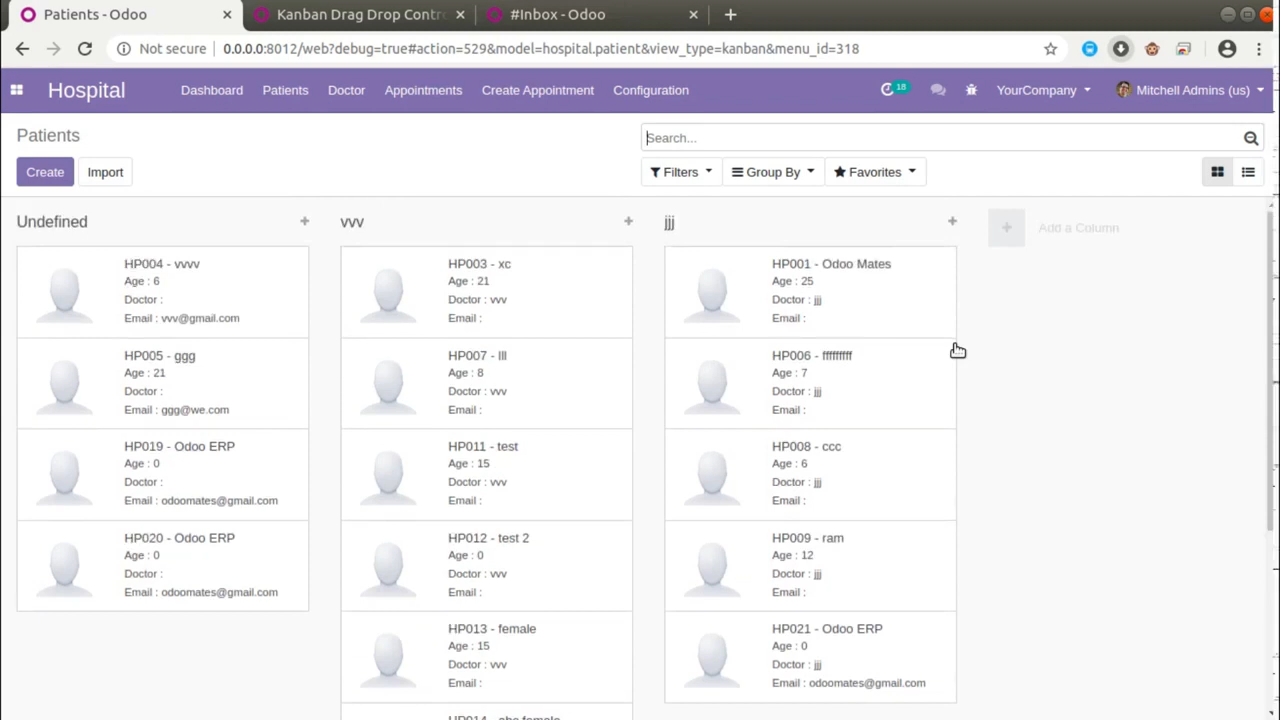 Patients - Odoo
Kanban Drag Drop Contr
#Inbox - Odoo
Not secure
0.0.0.0:8012/web?debug=true#action=529&model=hospital.patient&view_type=kanban&menu_id=318
Hospital
Dashboard
Patients
Doctor
Appointments
Create Appointment
Configuration
18
YourCompany
Mitchell Admins (us)
Patients
Search...
Create
Import
Filters
Group By
Favorites
Undefined
HP004 - vvvv
Age : 6
Doctor :
Email : vvv@gmail.com
HP005 - ggg
Age : 21
Doctor :
Email : ggg@we.com
HP019 - Odoo ERP
Age : 0
Doctor :
Email : odoomates@gmail.com
HP020 - Odoo ERP
Age : 0
Doctor :
Email : odoomates@gmail.com
vvv
HP003 - xc
Age : 21
Doctor : vvv
Email :
HP007 - lll
Age : 8
Doctor : vvv
Email :
HP011 - test
Age : 15
Doctor : vvv
Email :
HP012 - test 2
Age : 0
Doctor : vvv
Email :
HP013 - female
Age : 15
Doctor : vvv
Email :
jjj
HP001 - Odoo Mates
Age : 25
Doctor : jjj
Email :
HP006 - fffffffff
Age : 7
Doctor : jjj
Email :
HP008 - ccc
Age : 6
Doctor : jjj
Email :
HP009 - ram
Age : 12
Doctor : jjj
Email :
HP021 - Odoo ERP
Age : 0
Doctor : jjj
Email : odoomates@gmail.com
Add a Column